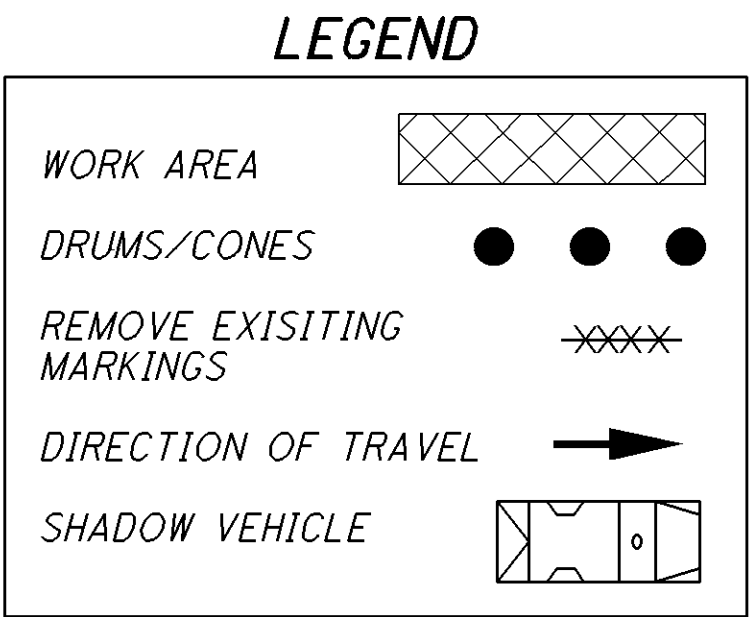 LEGEND
WORK AREA
DRUMS/CONES
REMOVE EXISITING
MARKINGS
DIRECTION OF TRAVEL
SHADOW VEHICLE